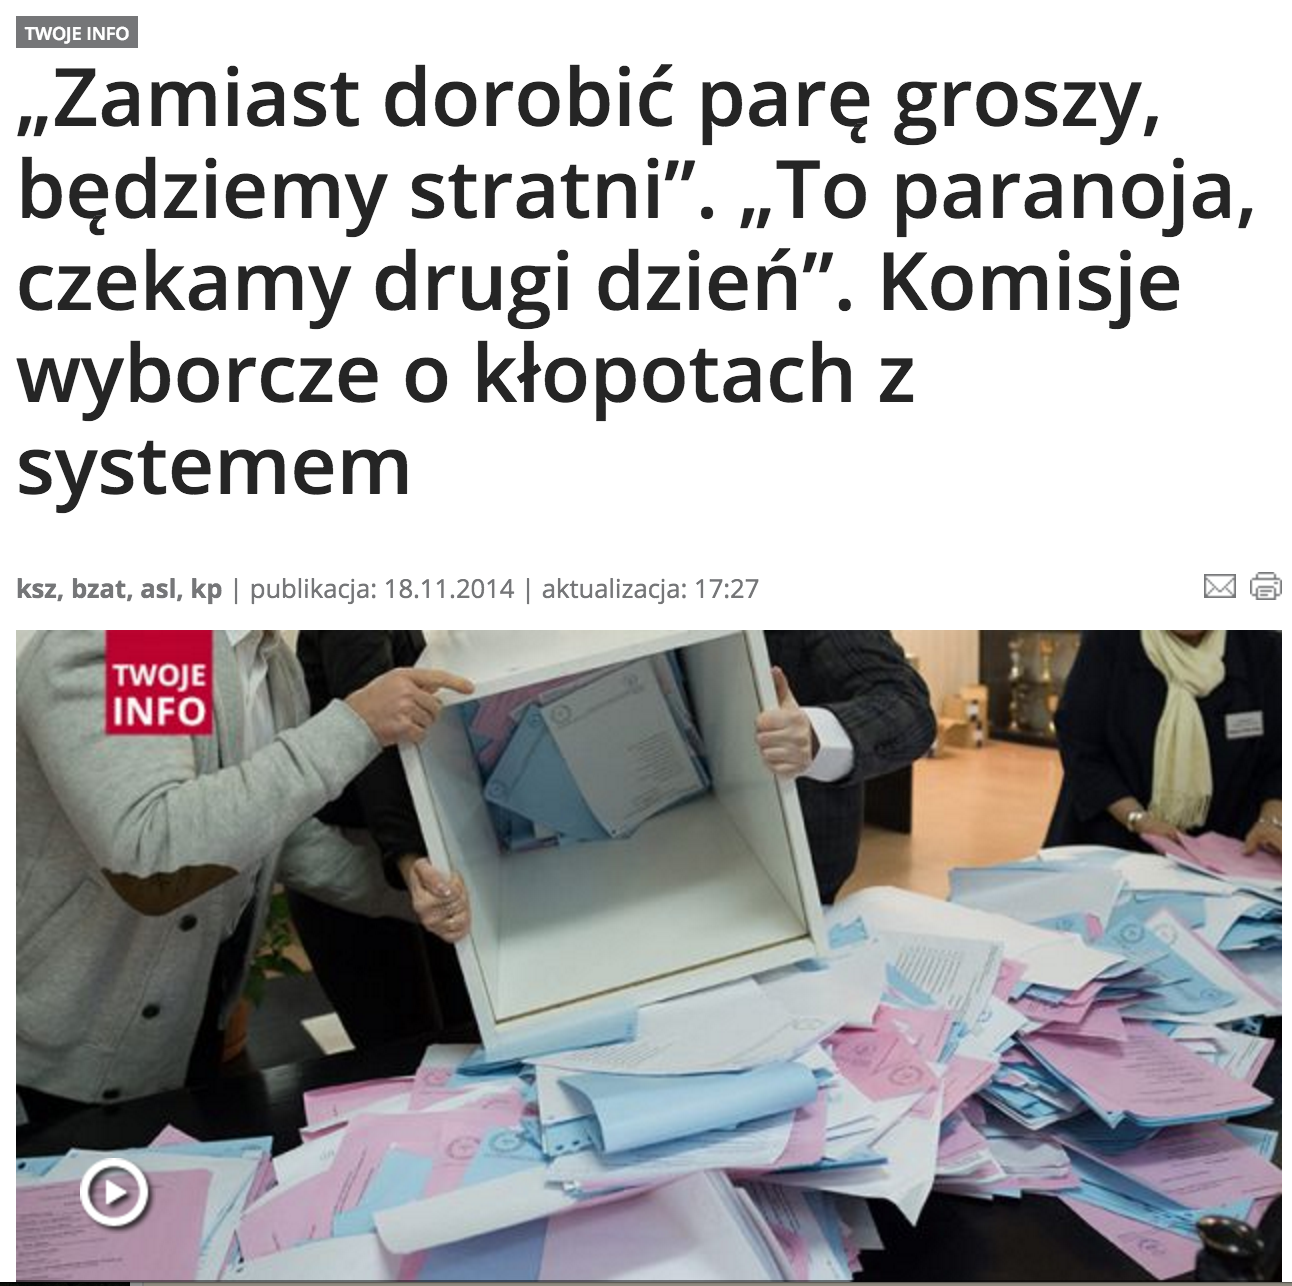 TWOJE INFO
„Zamiast dorobić parę groszy,
będziemy stratni”. „To paranoja,
czekamy drugi dzień”. Komisje
wyborcze o kłopotach z
systemem
ksz, bzat, asl, kp | publikacja: 18.11.2014 | aktualizacja: 17:27
TWOJE
INFO